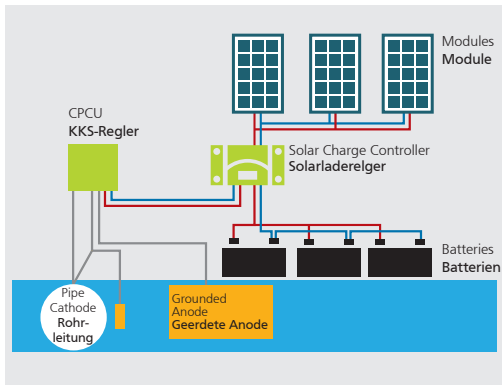 Modules
Module
CPCU
KKS-Regler
Solar Charge Controller
Solarladerelger
Batteries
Batterien
Pipe
Cathode
Rohr-
leitung
Grounded
Anode
Geerdete Anode